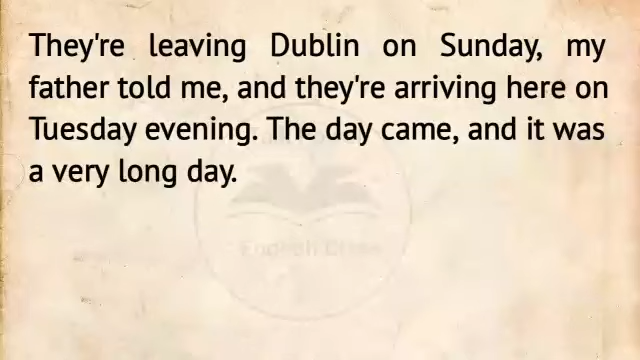 They're leaving Dublin on Sunday, my
father told me, and they're arriving here on
Tuesday evening. The day came, and it was
a very long day.